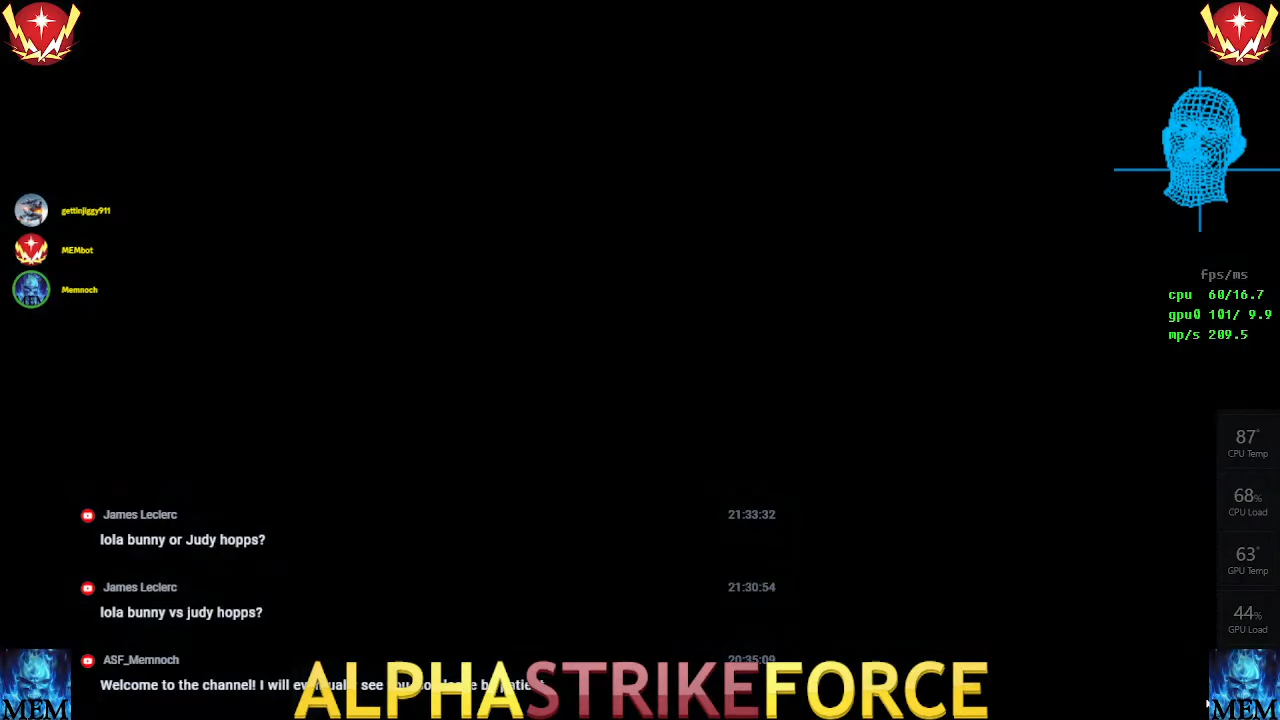 gettinjiggy911
MEMbot
Memnoch
fps/ms
cpu 60/16.7
gpu0 101/ 9.9
mp/s 209.5
87°
CPU Temp
68%
CPU Load
63°
GPU Temp
44%
GPU Load
James Leclerc 21:33:32
lola bunny or Judy hopps?
James Leclerc 21:30:54
lola bunny vs judy hopps?
ASF_Memnoch 20:35:09
Welcome to the channel! I will see
ALPHASTRIKEFORCE
MEM
MEM